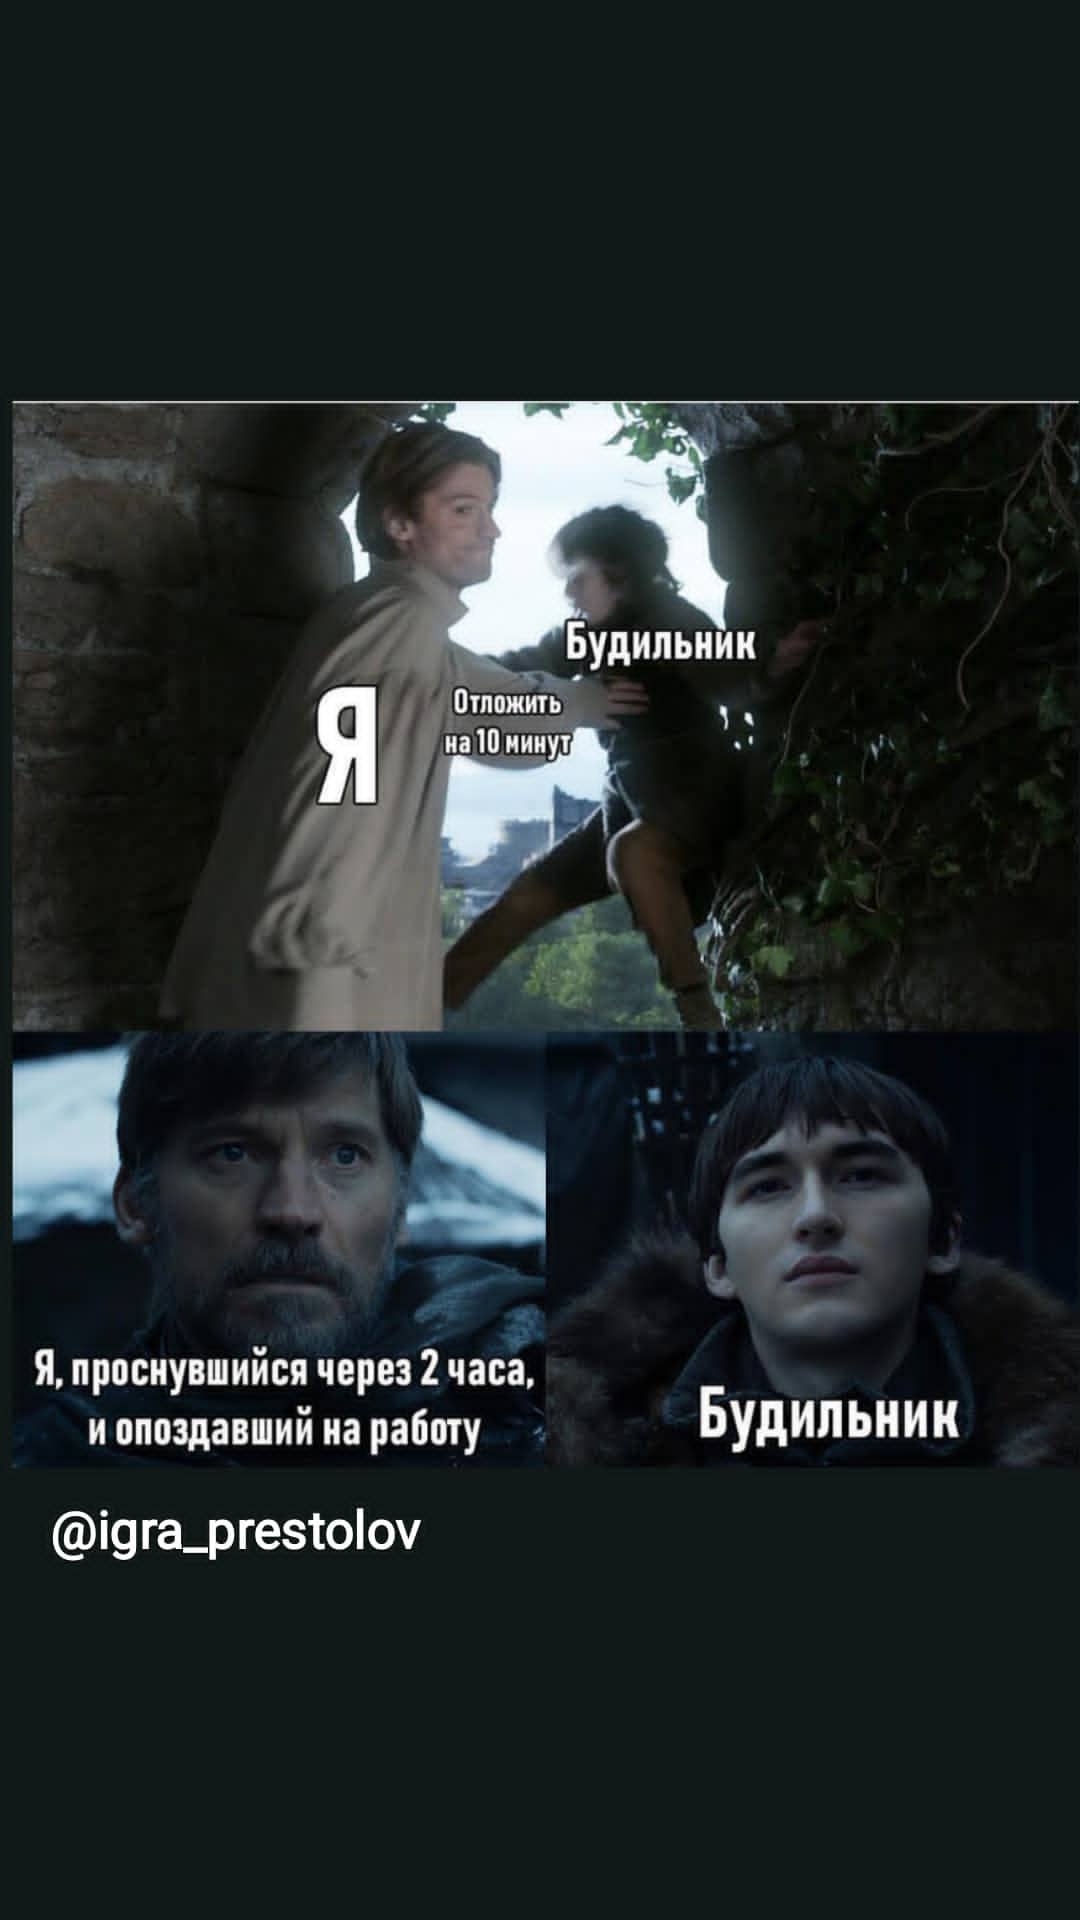 Будильник
Я
Отложить
на 10 минут
Я, проснувшийся через 2 часа,
и опоздавший на работу
Будильник
@igra_prestolov